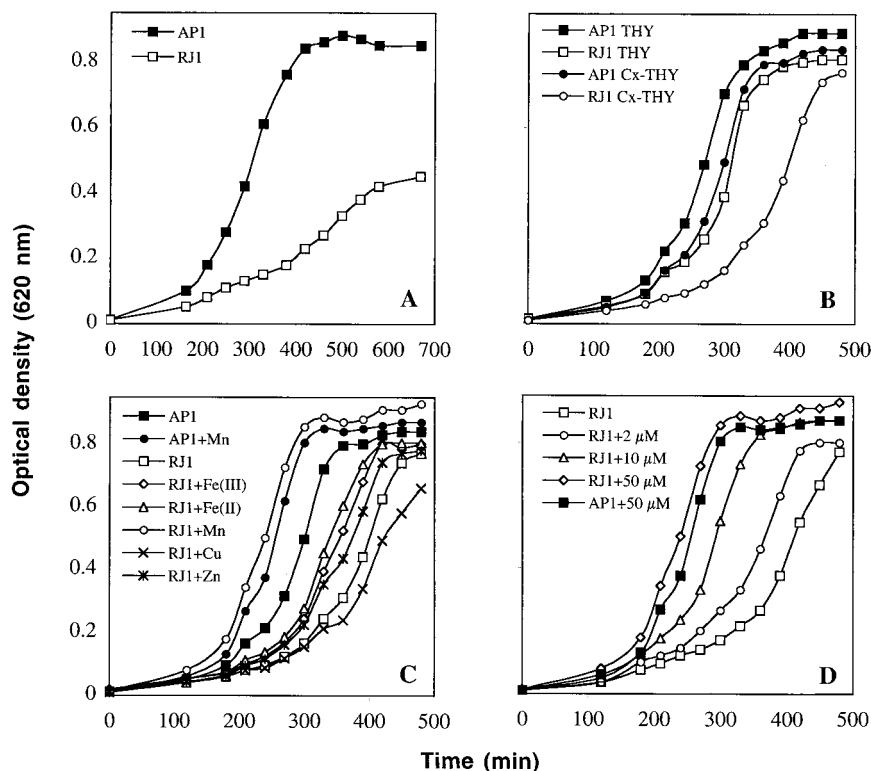 Optical density (620 nm)
AP1
RJ1
0.8
0.6
0.4
0.2
0
A
0 100 200 300 400 500 600 700
AP1 THY
RJ1 THY
AP1 Cx-THY
RJ1 Cx-THY
B
0 100 200 300 400 500
AP1
AP1+Mn
RJ1
RJ1+Fe(III)
RJ1+Fe(II)
RJ1+Mn
RJ1+Cu
RJ1+Zn
0.8
0.6
0.4
0.2
0
C
0 100 200 300 400 500
RJ1
RJ1+2 µM
RJ1+10 µM
RJ1+50 µM
AP1+50 µM
D
0 100 200 300 400 500
Time (min)